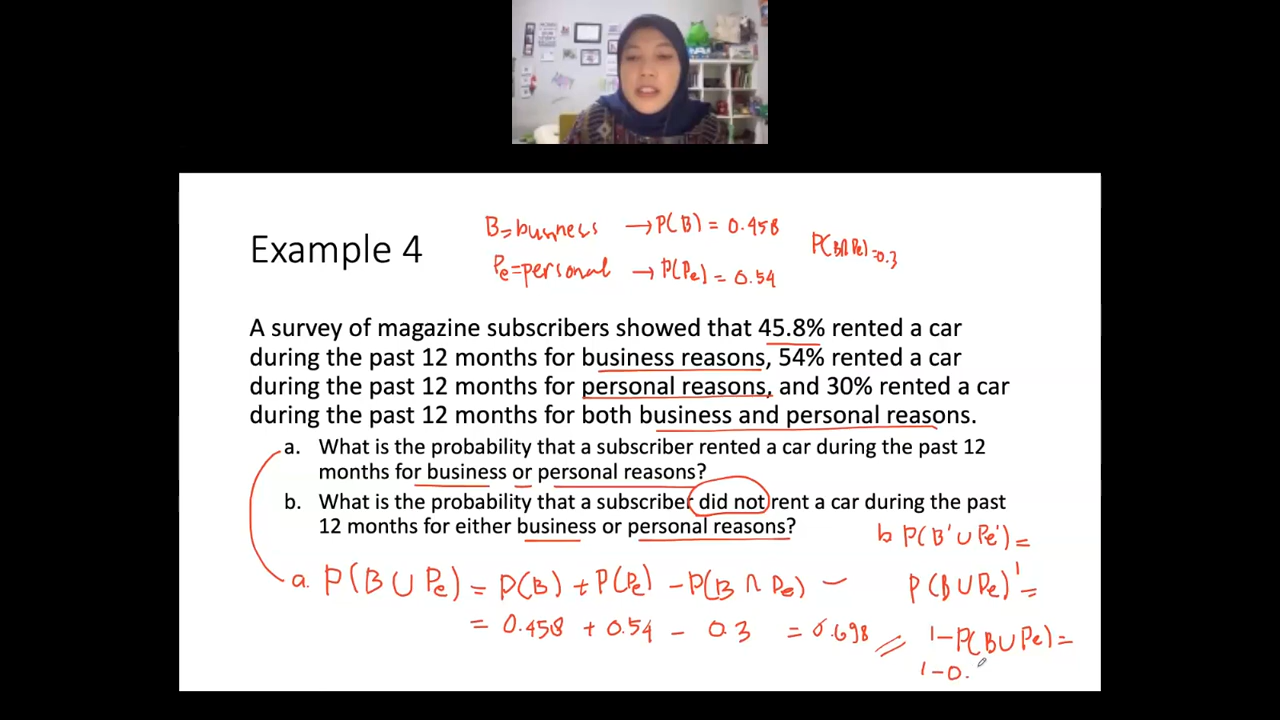 Example 4
B=business → P(B) = 0.458
Pe=personal → P(Pe) = 0.54
P(B∩Pe)=0.3
A survey of magazine subscribers showed that 45.8% rented a car
during the past 12 months for business reasons, 54% rented a car
during the past 12 months for personal reasons, and 30% rented a car
during the past 12 months for both business and personal reasons.
a. What is the probability that a subscriber rented a car during the past 12
months for business or personal reasons?
b. What is the probability that a subscriber did not rent a car during the past
12 months for either business or personal reasons?
a. P(B ∪ Pe) = P(B) + P(Pe) - P(B ∩ Pe)
= 0.458 + 0.54 - 0.3 = 0.698
b P(B' ∪ Pe') =
P(B∪Pe)' =
1-P(B∪Pe) =
1-0.